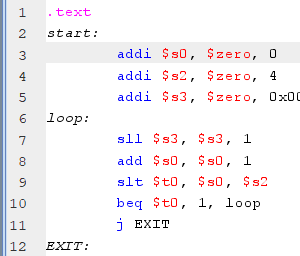 1 .text
2 start:
3 addi $s0, $zero, 0
4 addi $s2, $zero, 4
5 addi $s3, $zero,
6 loop:
7 sll $s3, $s3, 1
8 add $s0, $s0, 1
9 slt $t0, $s0, $s2
10 beq $t0, 1, loop
11 j EXIT
12 EXIT: